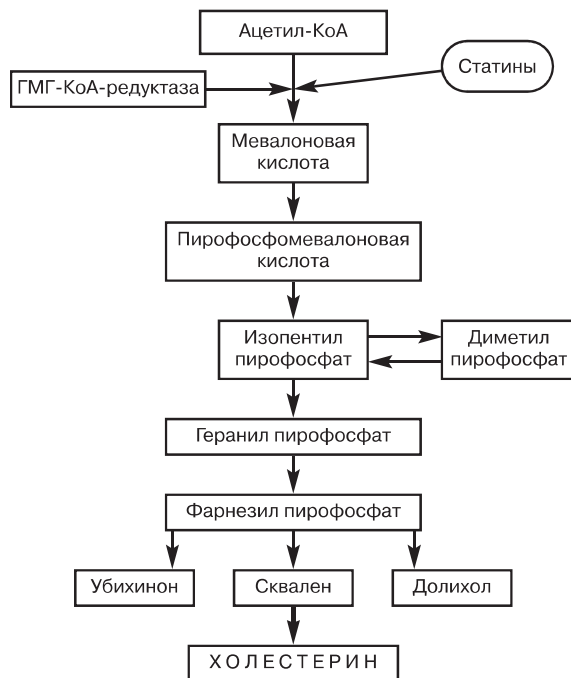 Ацетил-КоА
Статины
ГМГ-КоА-редуктаза
Мевалоновая
кислота
Пирофосфомевалоновая
кислота
Изопентил
пирофосфат
Диметил
пирофосфат
Геранил пирофосфат
Фарнезил пирофосфат
Убихинон
Сквален
Долихол
ХОЛЕСТЕРИН